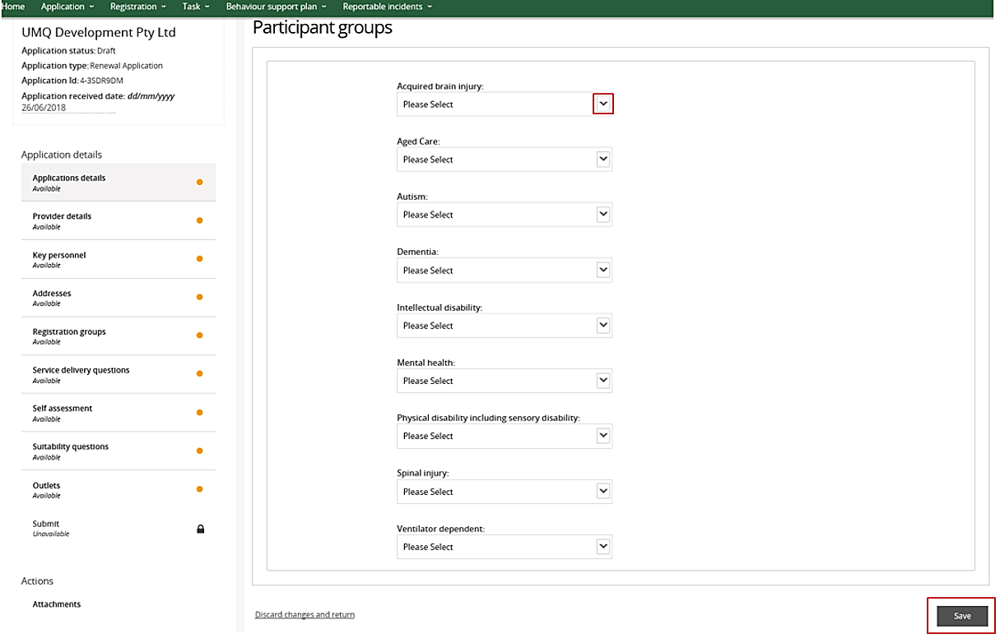 Home Application Registration Task Behaviour support plan Reportable incidents
UMQ Development Pty Ltd
Application status: Draft
Application type: Renewal Application
Application Id: 4-3SDR9DM
Application received date: dd/mm/yyyy
26/06/2018
Application details
Applications details
Available
Provider details
Available
Key personnel
Available
Addresses
Available
Registration groups
Available
Service delivery questions
Available
Self assessment
Available
Suitability questions
Available
Outlets
Available
Submit
Unavailable
Actions
Attachments
Participant groups
Acquired brain injury:
Please Select
Aged Care:
Please Select
Autism:
Please Select
Dementia:
Please Select
Intellectual disability:
Please Select
Mental health:
Please Select
Physical disability including sensory disability:
Please Select
Spinal injury:
Please Select
Ventilator dependent:
Please Select
Discard changes and return
Save